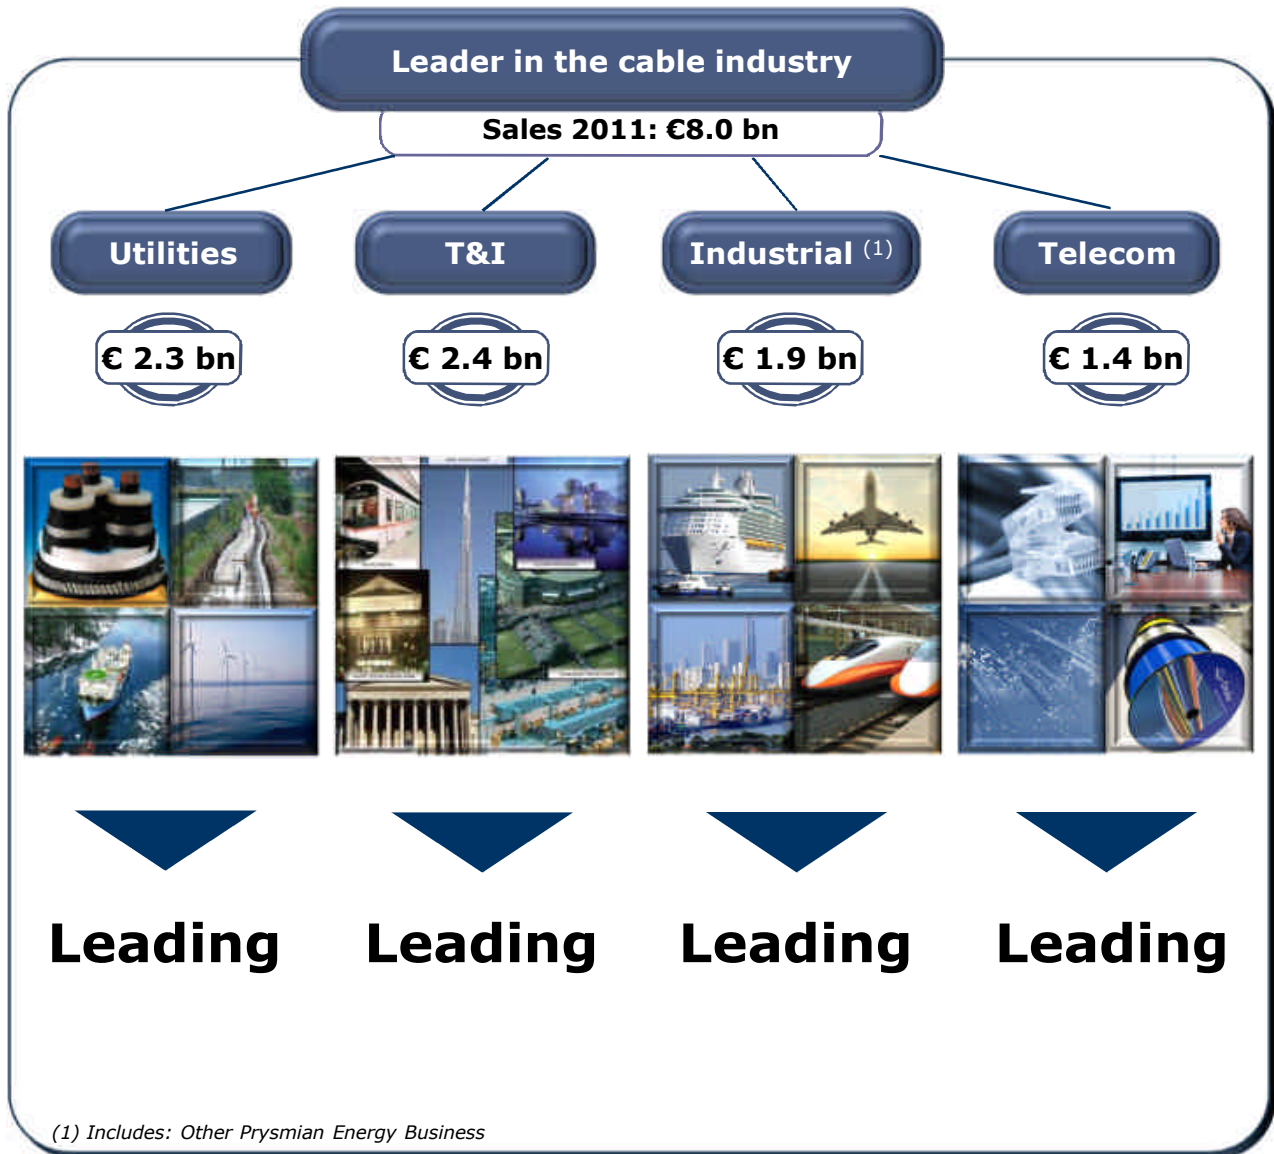 Leader in the cable industry
Sales 2011: €8.0 bn
Utilities
T&I
Industrial (1)
Telecom
€ 2.3 bn
€ 2.4 bn
€ 1.9 bn
€ 1.4 bn
Leading
Leading
Leading
Leading
(1) Includes: Other Prysmian Energy Business